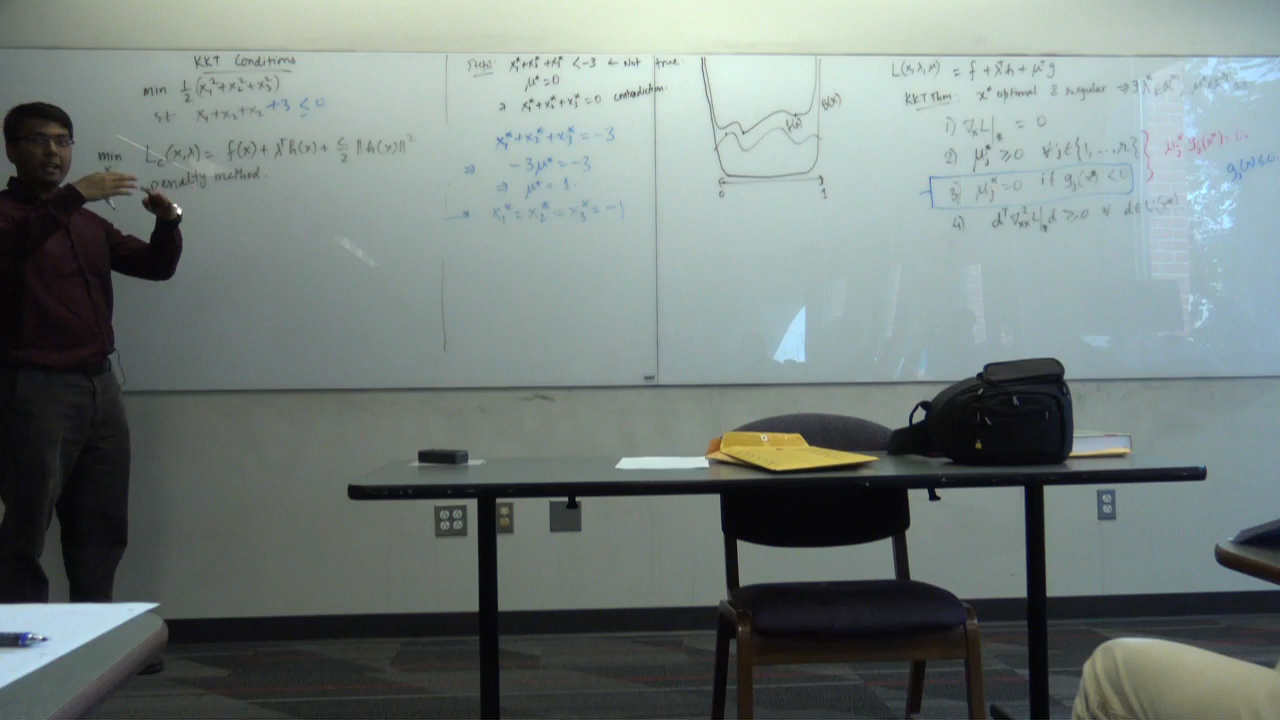 KKT Conditions
min ½(x₁²+x₂²+x₃²)
s.t. x₁+x₂+x₃ +3 ≤ 0
min L_c(x,λ) = f(x) + λᵀh(x) + c/2 ‖h(x)‖²
x
penalty method.
x₁*+x₂*+x₃* < -3 ← Not true.
μ* = 0
⇒ x₁*+x₂*+x₃* = 0 contradiction.
x₁*+x₂*+x₃* = -3
⇒ -3μ* = -3
⇒ μ* = 1.
→ x₁* = x₂* = x₃* = -1
B(x)
f(x)
0 1
L(x,λ,μ) = f + λᵀh + μᵀg
KKT Thm: x* optimal & regular ⇒ ∃
1) ∇ₓL|* = 0
2) μⱼ* ≥ 0 ∀ j∈{1,...,r}
μⱼ* gⱼ(x*) = 0.
gⱼ(x) ≤ 0
3) μⱼ* = 0 if gⱼ(x*) < 0
4) dᵀ∇²ₓₓL|* d ≥ 0 ∀ d∈